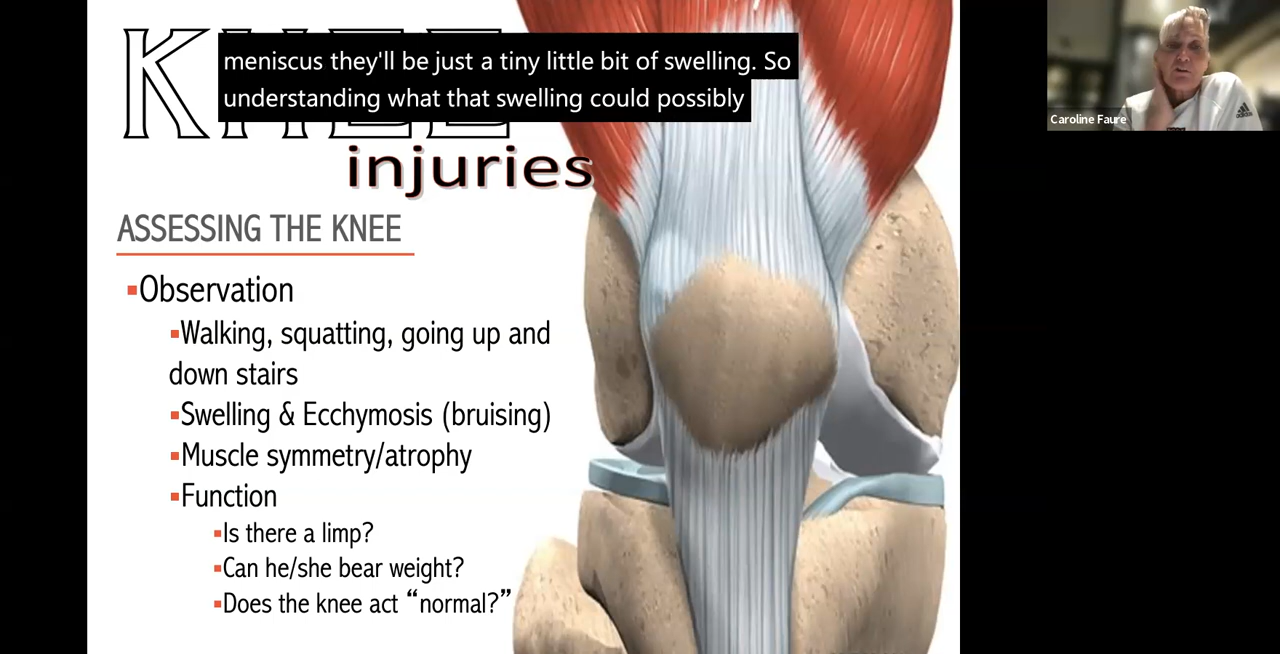 KNEE
meniscus they'll be just a tiny little bit of swelling. So
understanding what that swelling could possibly
injuries
ASSESSING THE KNEE
▪Observation
▪Walking, squatting, going up and
down stairs
▪Swelling & Ecchymosis (bruising)
▪Muscle symmetry/atrophy
▪Function
▪Is there a limp?
▪Can he/she bear weight?
▪Does the knee act “normal?”
Caroline Faure